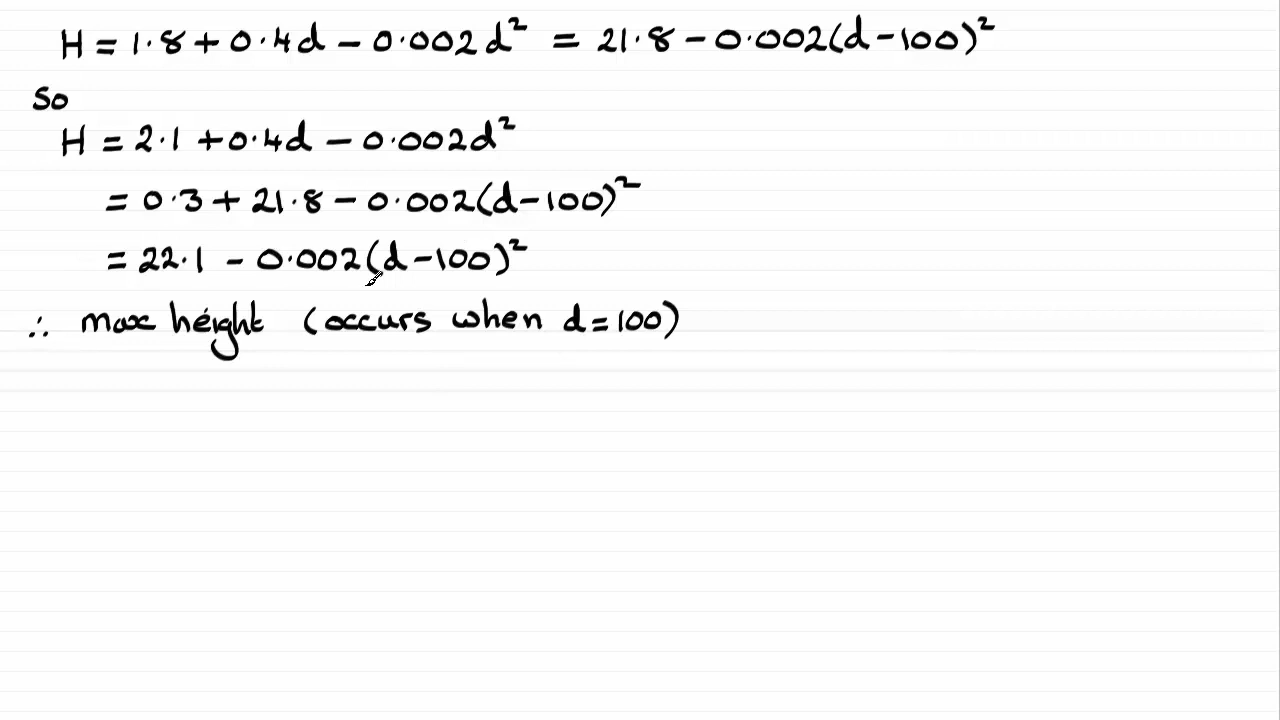 H = 1·8 + 0·4d − 0·002d² = 21·8 − 0·002(d−100)²
So
H = 2·1 + 0·4d − 0·002d²
= 0·3 + 21·8 − 0·002(d−100)²
= 22·1 − 0·002(d−100)²
∴ max height (occurs when d=100)